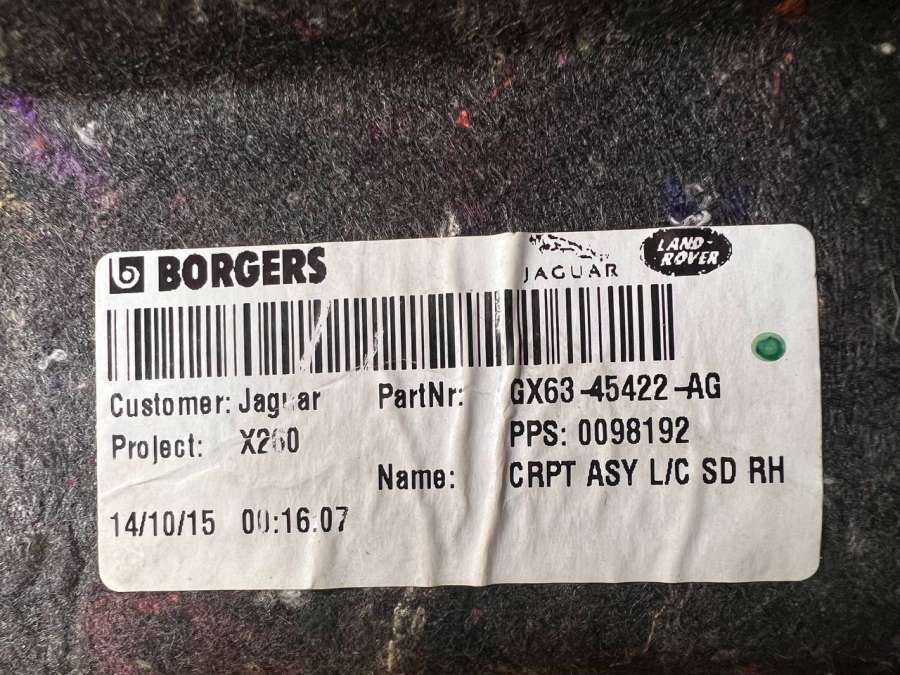 BORGERS
JAGUAR
LAND-
ROVER
Customer: Jaguar
PartNr: GX63-45422-AG
Project: X260
PPS: 0098192
Name: CRPT ASY L/C SD RH
14/10/15 00:16:07